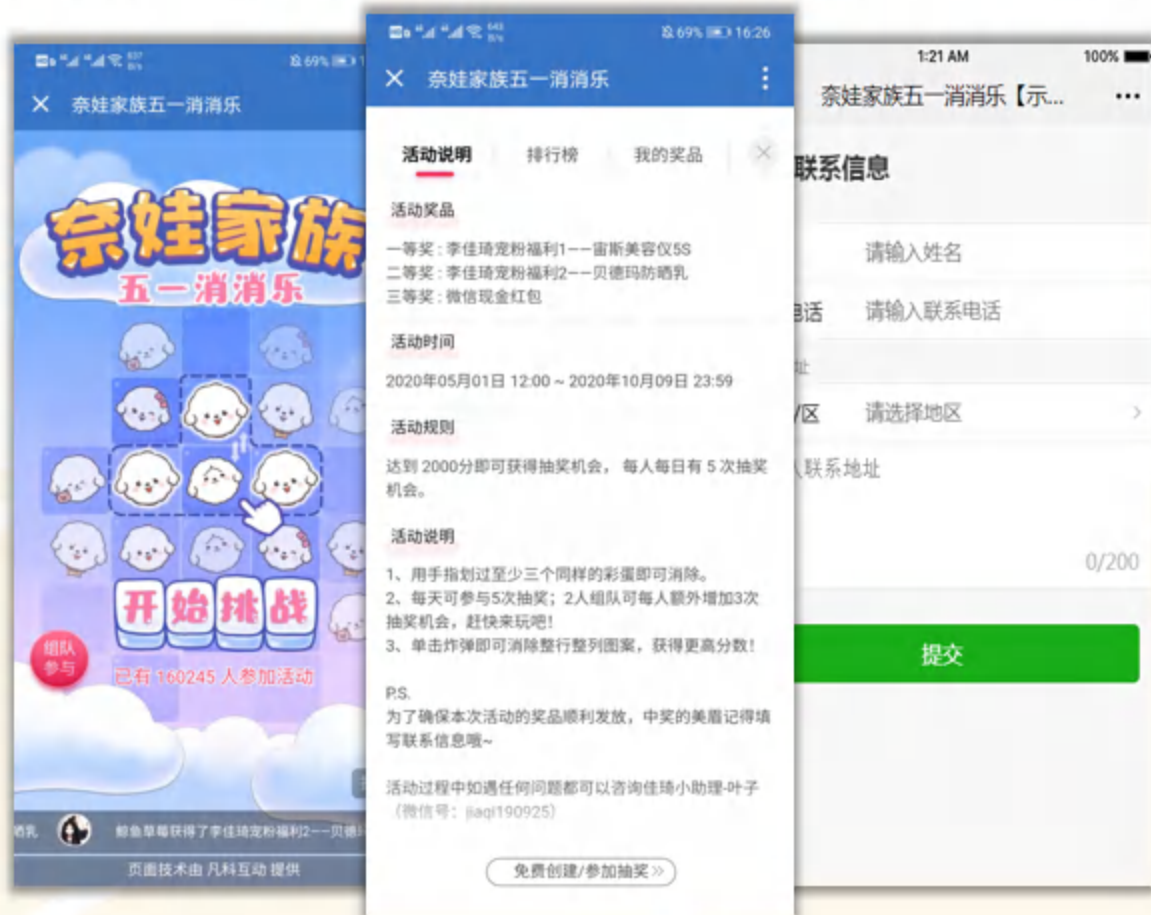 69% 1
奈娃家族五一消消乐
奈娃家族
五一消消乐
开始挑战
组队
参与
已有 160245 人参加活动
晒乳
鲸鱼草莓获得了李佳琦宠粉福利2——贝德玛
页面技术由 凡科互动 提供
69% 16:26
奈娃家族五一消消乐
活动说明 排行榜 我的奖品
活动奖品
一等奖：李佳琦宠粉福利1——宙斯美容仪5S
二等奖：李佳琦宠粉福利2——贝德玛防晒乳
三等奖：微信现金红包
活动时间
2020年05月01日 12:00 ~ 2020年10月09日 23:59
活动规则
达到 2000分即可获得抽奖机会， 每人每日有 5 次抽奖
机会。
活动说明
1、用手指划过至少三个同样的彩蛋即可消除。
2、每天可参与5次抽奖；2人组队可每人额外增加3次
抽奖机会，赶快来玩吧！
3、单击炸弹即可消除整行整列图案，获得更高分数！
P.S.
为了确保本次活动的奖品顺利发放，中奖的美眉记得填
写联系信息哦~
活动过程中如遇任何问题都可以咨询佳琦小助理-叶子
（微信号：jiaqi190925）
免费创建/参加抽奖
1:21 AM 100%
奈娃家族五一消消乐【示...
联系信息
请输入姓名
电话 请输入联系电话
址
/区 请选择地区
入联系地址
0/200
提交